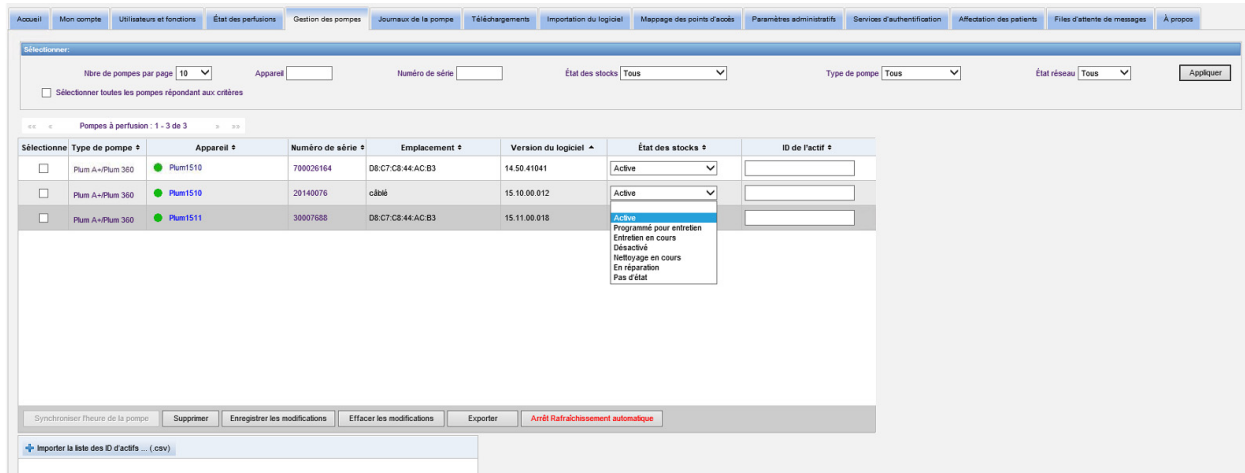 Accueil Mon compte Utilisateurs et fonctions État des perfusions Gestion des pompes Journaux de la pompe Téléchargements Importation du logiciel Mappage des points d'accès Paramètres administratifs Services d'authentification Affectation des patients Files d'attente de messages À propos
Sélectionner:
Nbre de pompes par page 10 Appareil Numéro de série État des stocks Tous Type de pompe Tous État réseau Tous Appliquer
Sélectionner toutes les pompes répondant aux critères
<< < Pompes à perfusion : 1 - 3 de 3 > >>
Sélectionne Type de pompe Appareil Numéro de série Emplacement Version du logiciel État des stocks ID de l'actif
Plum A+/Plum 360 Plum1510 700026164 D8:C7:C8:44:AC:B3 14.50.41041 Active
Plum A+/Plum 360 Plum1510 20140076 câblé 15.10.00.012 Active
Plum A+/Plum 360 Plum1511 30007688 D8:C7:C8:44:AC:B3 15.11.00.018
Active
Programmé pour entretien
Entretien en cours
Désactivé
Nettoyage en cours
En réparation
Pas d'état
Synchroniser l'heure de la pompe Supprimer Enregistrer les modifications Effacer les modifications Exporter Arrêt Rafraîchissement automatique
Importer la liste des ID d'actifs ... (.csv)